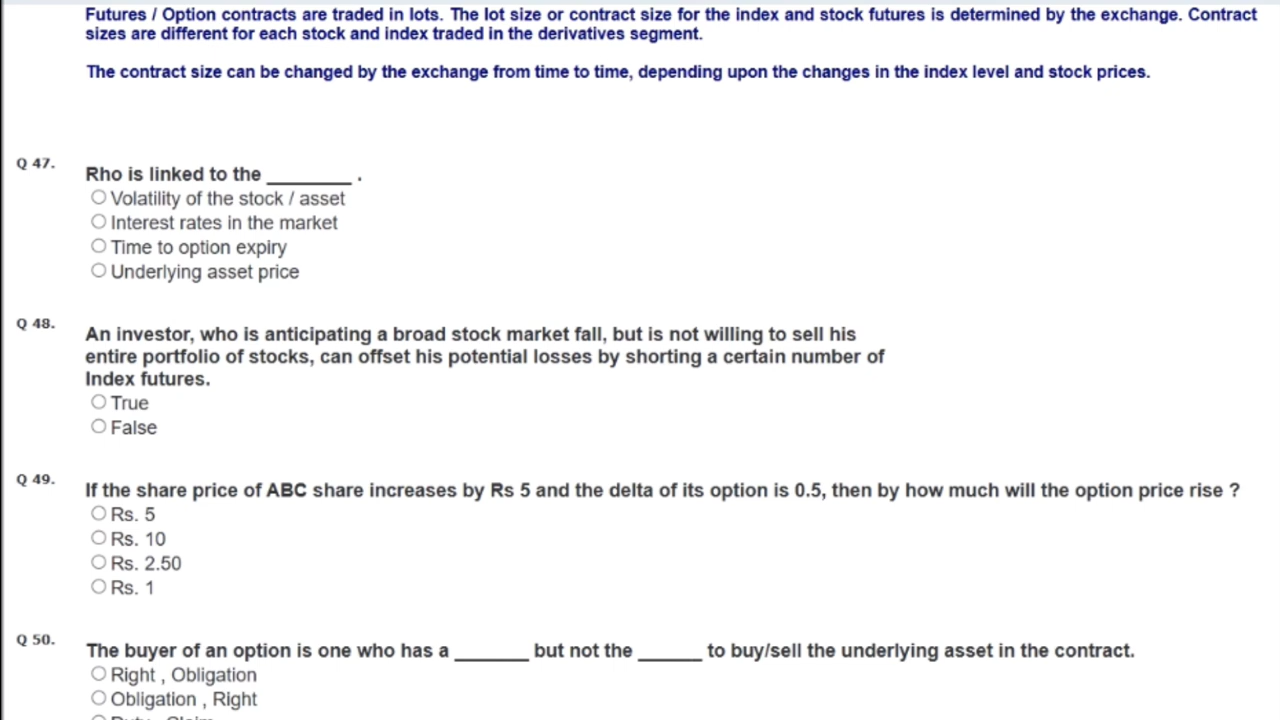 Futures / Option contracts are traded in lots. The lot size or contract size for the index and stock futures is determined by the exchange. Contract
sizes are different for each stock and index traded in the derivatives segment.
The contract size can be changed by the exchange from time to time, depending upon the changes in the index level and stock prices.
Q 47.
Rho is linked to the ________ .
Volatility of the stock / asset
Interest rates in the market
Time to option expiry
Underlying asset price
Q 48.
An investor, who is anticipating a broad stock market fall, but is not willing to sell his
entire portfolio of stocks, can offset his potential losses by shorting a certain number of
Index futures.
True
False
Q 49.
If the share price of ABC share increases by Rs 5 and the delta of its option is 0.5, then by how much will the option price rise ?
Rs. 5
Rs. 10
Rs. 2.50
Rs. 1
Q 50.
The buyer of an option is one who has a _______ but not the ______ to buy/sell the underlying asset in the contract.
Right , Obligation
Obligation , Right